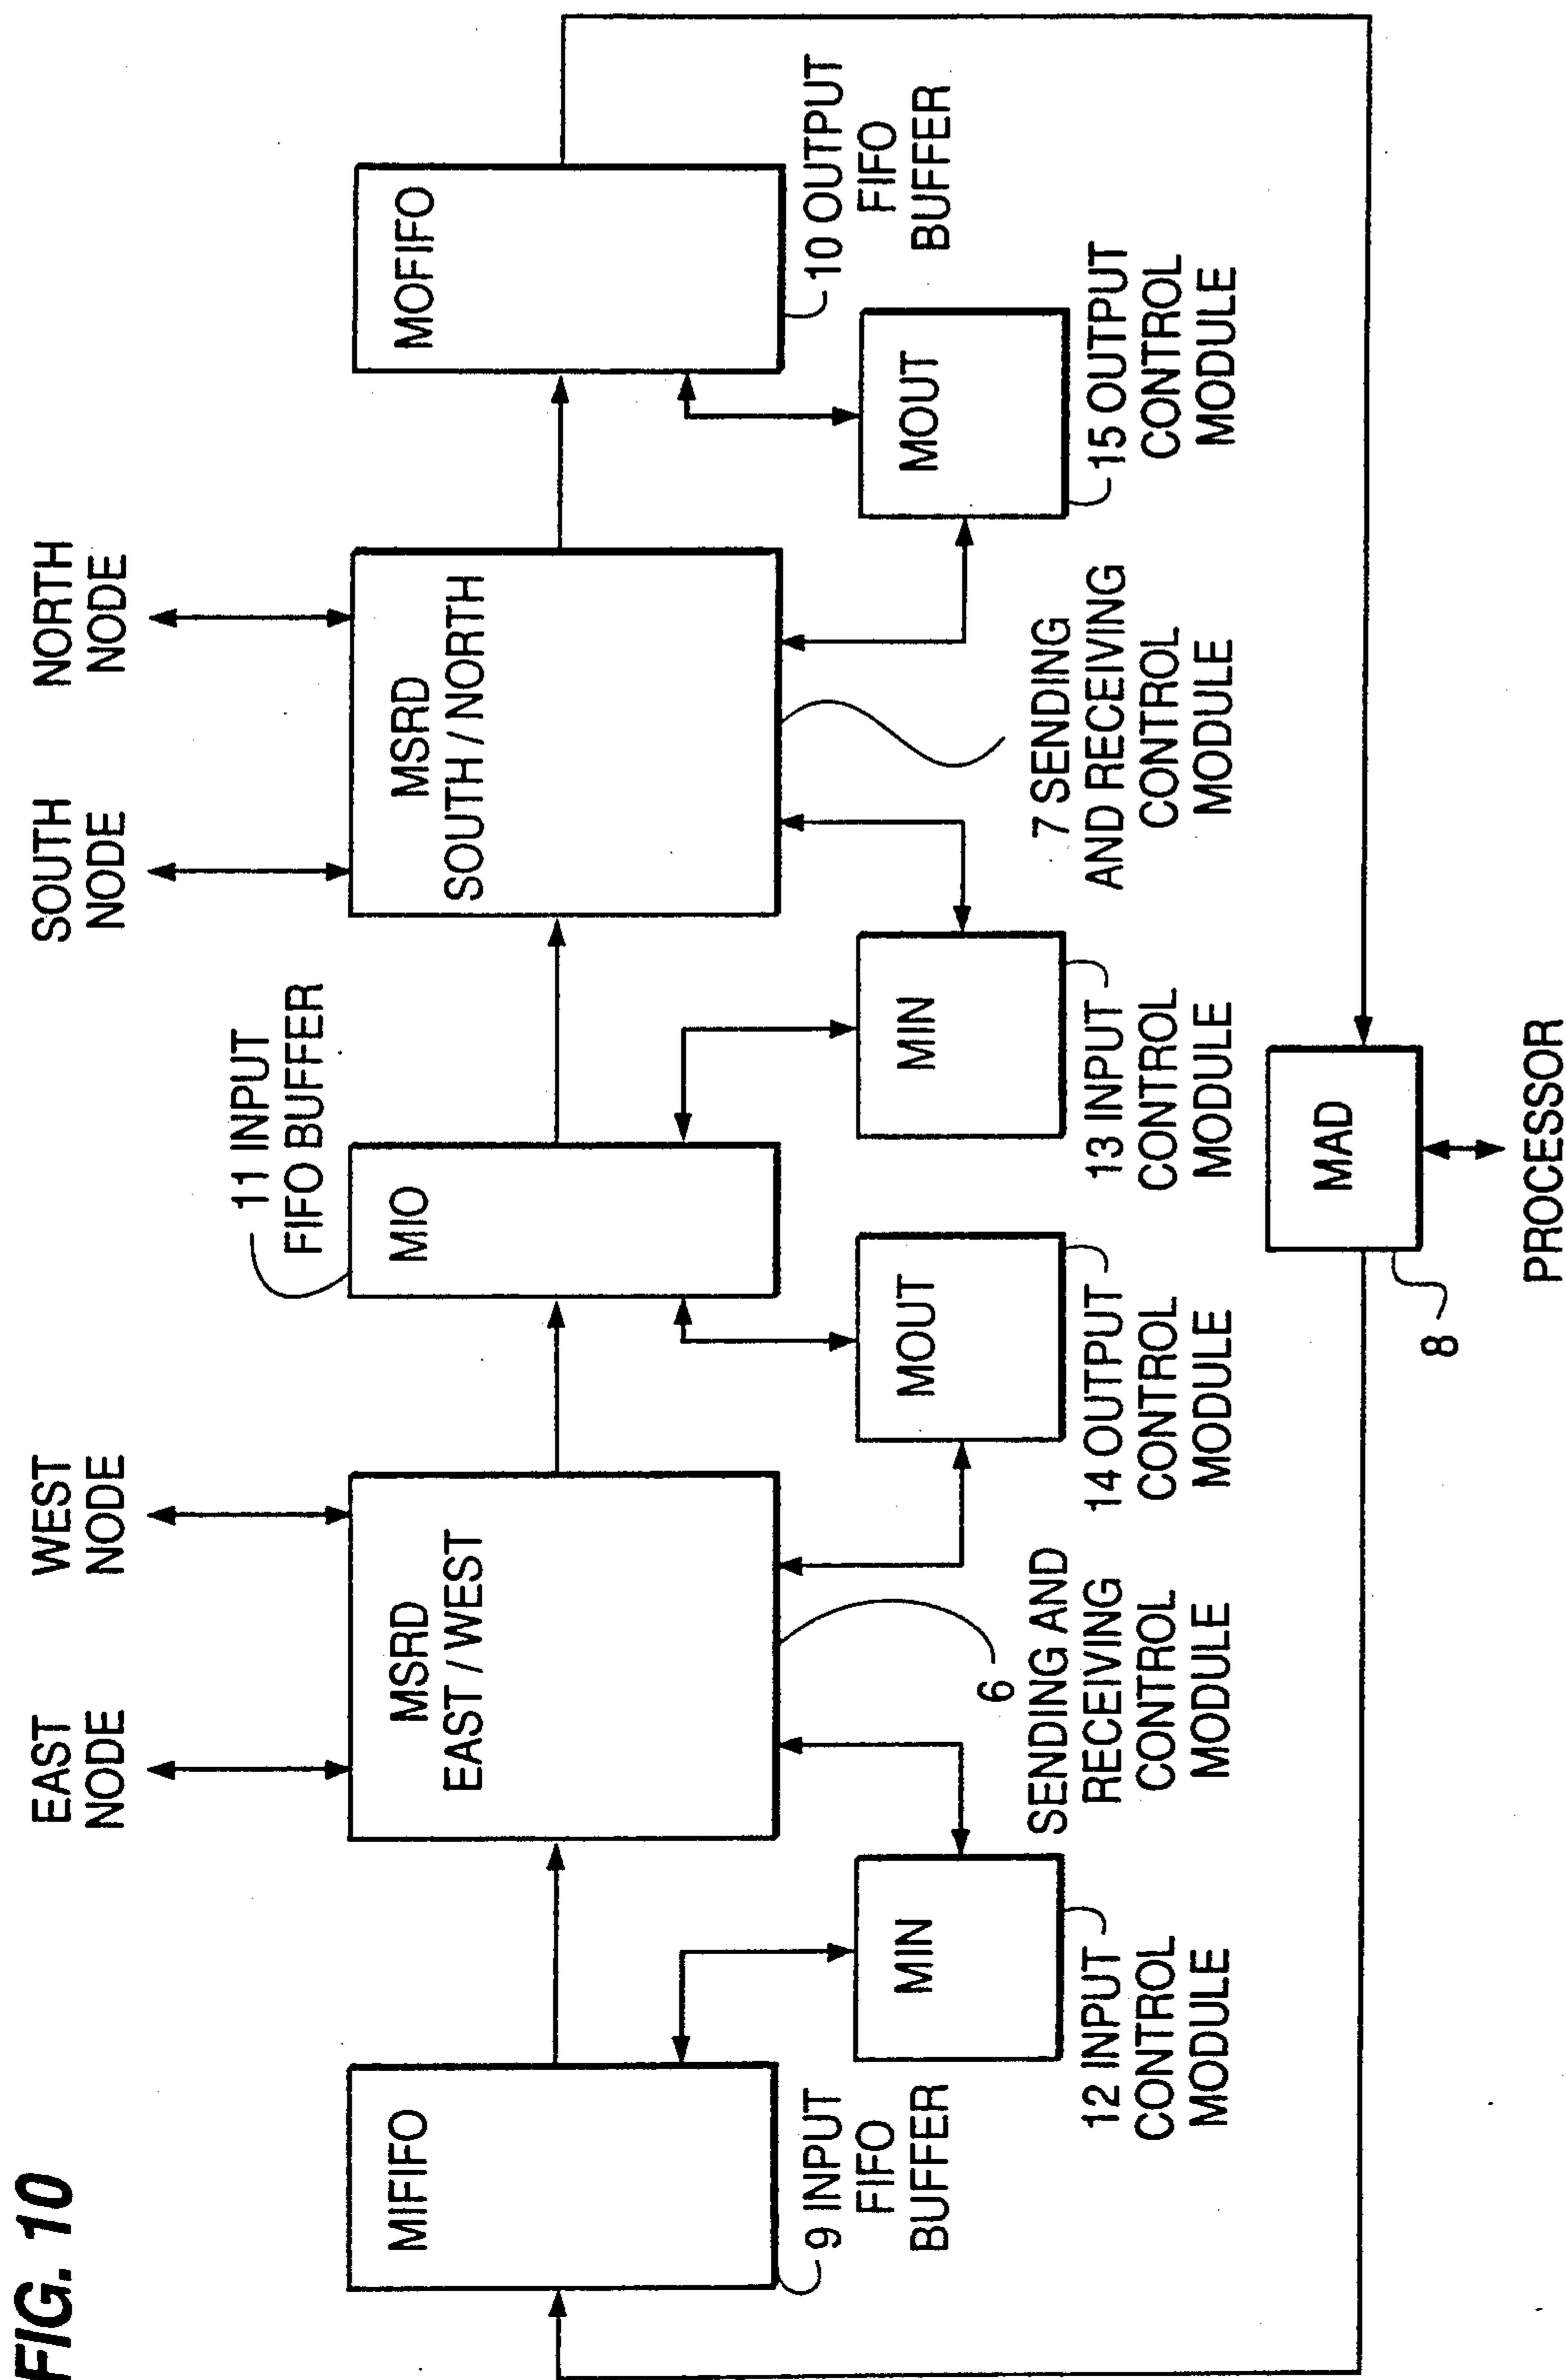 FIG. 10
EAST
NODE
WEST
NODE
SOUTH
NODE
NORTH
NODE
11 INPUT
FIFO BUFFER
MIFIFO
MSRD
EAST / WEST
MIO
MSRD
SOUTH / NORTH
MOFIFO
9 INPUT
FIFO
BUFFER
MIN
12 INPUT
CONTROL
MODULE
6
SENDING AND
RECEIVING
CONTROL
MODULE
MOUT
14 OUTPUT
CONTROL
MODULE
MIN
13 INPUT
CONTROL
MODULE
7 SENDING
AND RECEIVING
CONTROL
MODULE
MOUT
15 OUTPUT
CONTROL
MODULE
10 OUTPUT
FIFO
BUFFER
MAD
8
PROCESSOR